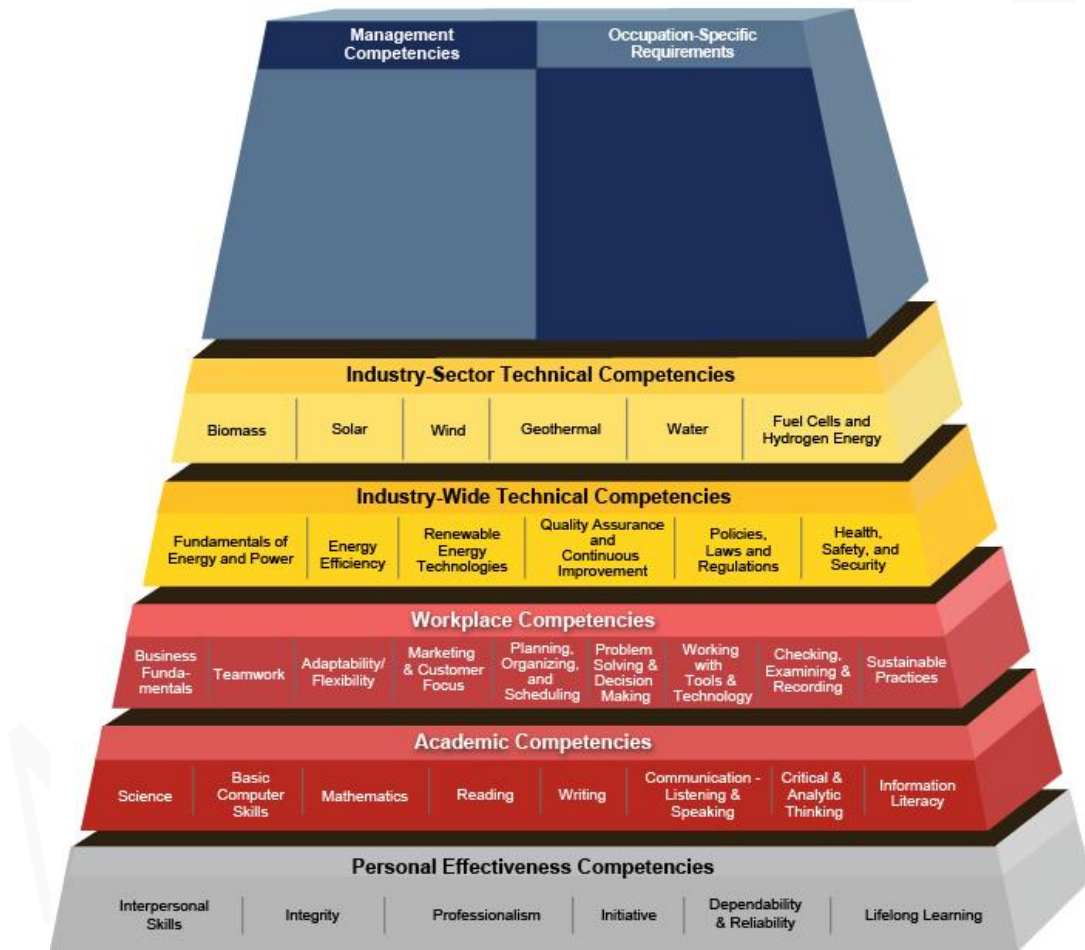 Management
Competencies
Occupation-Specific
Requirements
Industry-Sector Technical Competencies
Biomass
Solar
Wind
Geothermal
Water
Fuel Cells and
Hydrogen Energy
Industry-Wide Technical Competencies
Fundamentals of
Energy and Power
Energy
Efficiency
Renewable
Energy
Technologies
Quality Assurance
and
Continuous
Improvement
Policies,
Laws and
Regulations
Health,
Safety, and
Security
Workplace Competencies
Business
Funda-
mentals
Teamwork
Adaptability/
Flexibility
Marketing
& Customer
Focus
Planning,
Organizing,
and
Scheduling
Problem
Solving &
Decision
Making
Working
with
Tools &
Technology
Checking,
Examining &
Recording
Sustainable
Practices
Academic Competencies
Science
Basic
Computer
Skills
Mathematics
Reading
Writing
Communication -
Listening &
Speaking
Critical &
Analytic
Thinking
Information
Literacy
Personal Effectiveness Competencies
Interpersonal
Skills
Integrity
Professionalism
Initiative
Dependability
& Reliability
Lifelong Learning